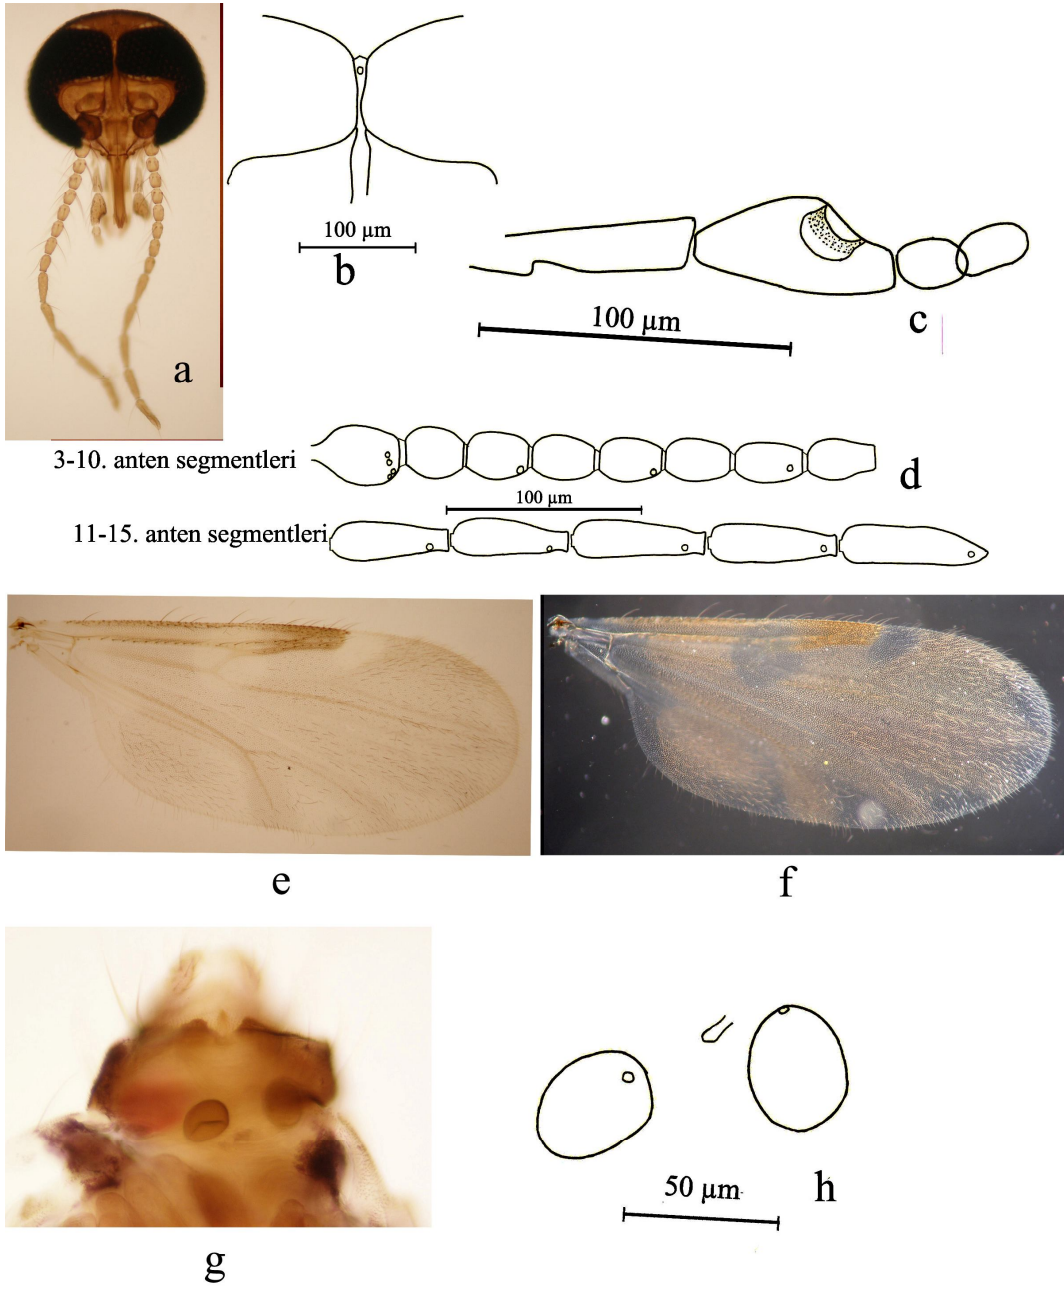 a
100 µm
b
100 µm
c
3-10. anten segmentleri
d
100 µm
11-15. anten segmentleri
e
f
g
50 µm
h